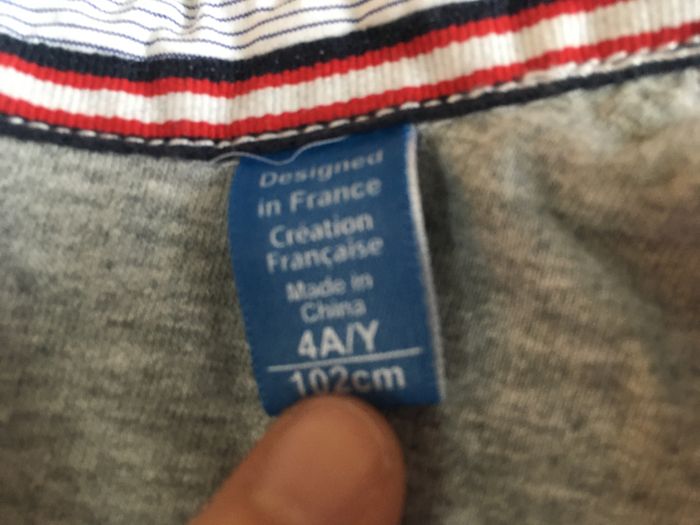 Designed
in France
Création
Française
Made in
China
4A/Y
102cm